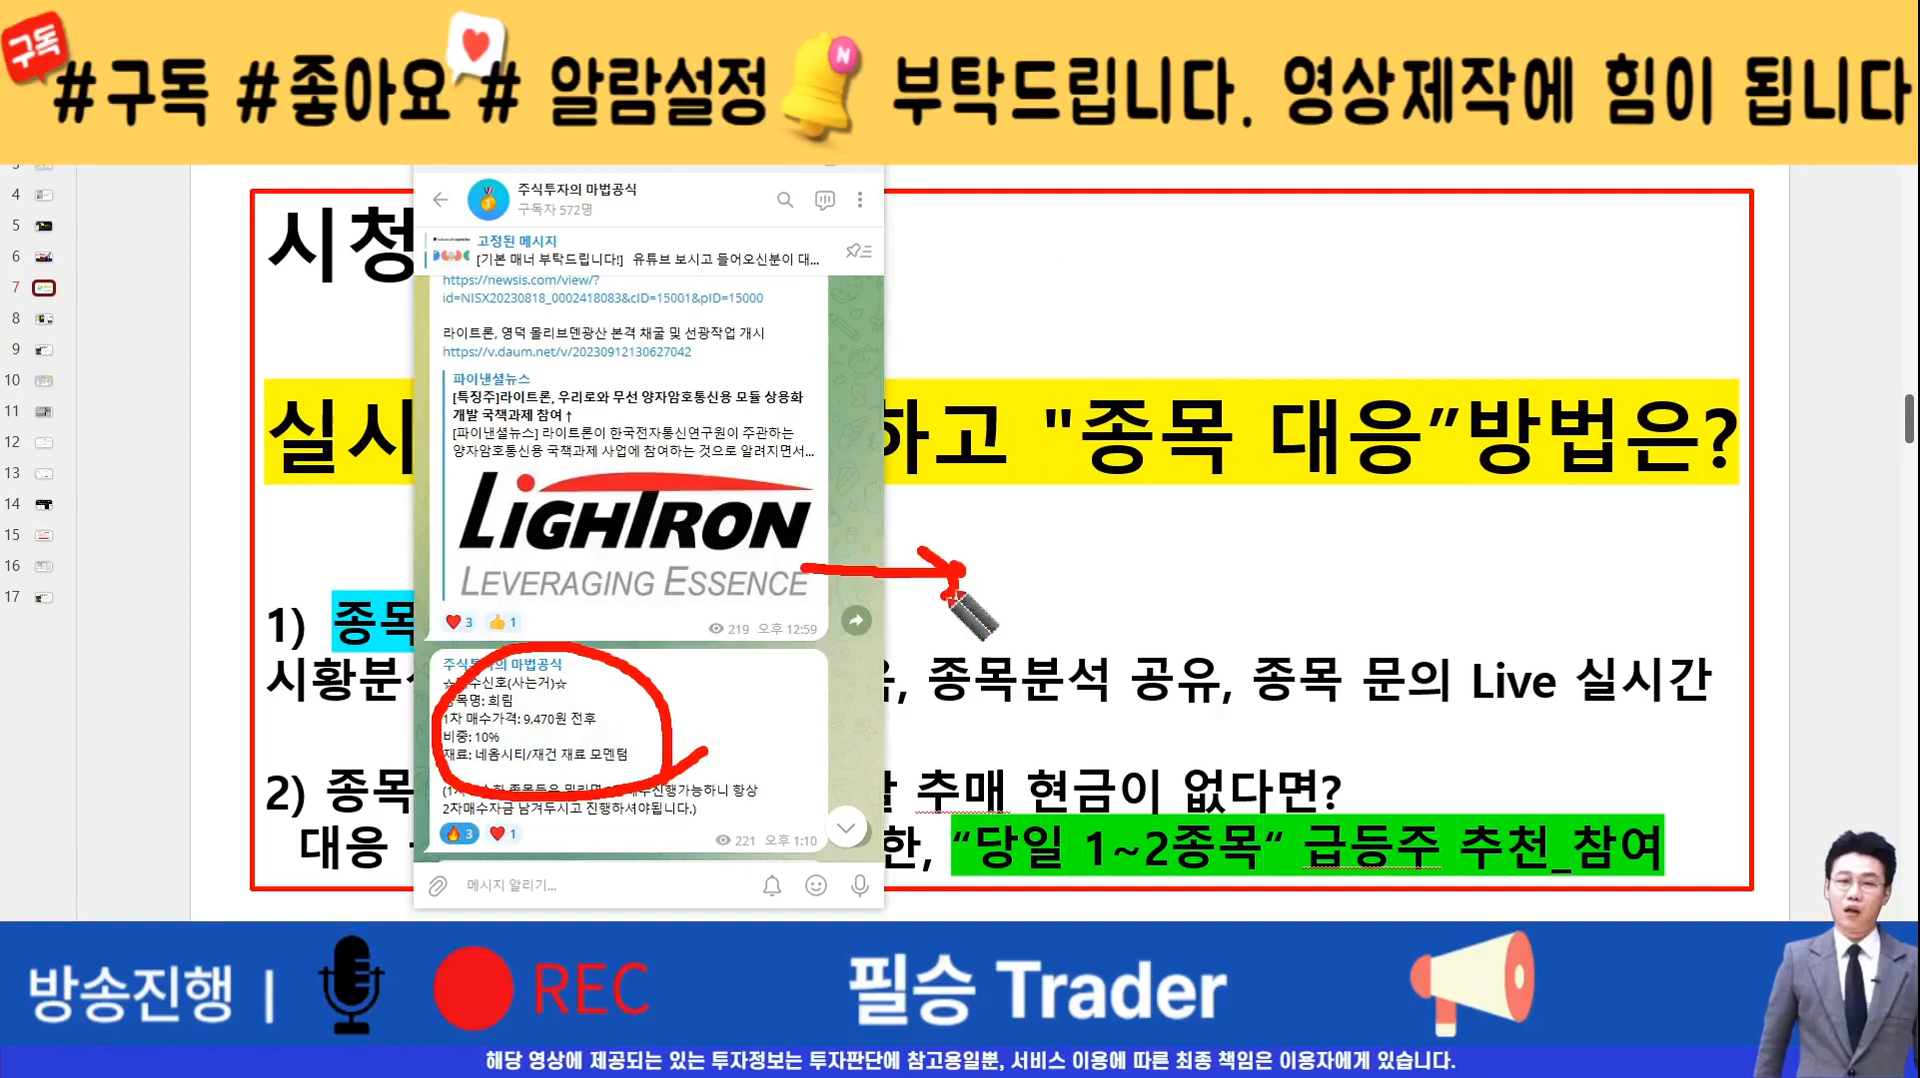 구독
#구독 #좋아요 # 알람설정 N 부탁드립니다. 영상제작에 힘이 됩니다
4
5
6
7
8
9
10
11
12
13
14
15
16
17
시청
실시 하고 "종목 대응”방법은?
1) 종목
시황분 종목분석 공유, 종목 문의 Live 실시간
2) 종목 추매 현금이 없다면?
대응 한, “당일 1~2종목“ 급등주 추천_참여
주식투자의 마법공식
구독자 572명
고정된 메시지
[기본 매너 부탁드립니다!] 유튜브 보시고 들어오신분이 대...
https://newsis.com/view/?
id=NISX20230818_0002418083&cID=15001&pID=15000
라이트론, 영덕 몰리브덴광산 본격 채굴 및 선광작업 개시
https://v.daum.net/v/20230912130627042
파이낸셜뉴스
[특징주]라이트론, 우리로와 무선 양자암호통신용 모듈 상용화
개발 국책과제 참여↑
[파이낸셜뉴스] 라이트론이 한국전자통신연구원이 주관하는
양자암호통신용 국책과제 사업에 참여하는 것으로 알려지면서...
LIGHTRON
LEVERAGING ESSENCE
3 1
219 오후 12:59
주식투자의 마법공식
☆매수신호(사는거)☆
종목명: 희림
1차 매수가격: 9,470원 전후
비중: 10%
재료: 네옴시티/재건 재료 모멘텀
항상
2차매수자금 남겨두시고 진행하셔야됩니다.)
3 1
221 오후 1:10
메시지 알리기...
방송진행 | REC 필승 Trader
해당 영상에 제공되는 있는 투자정보는 투자판단에 참고용일뿐, 서비스 이용에 따른 최종 책임은 이용자에게 있습니다.